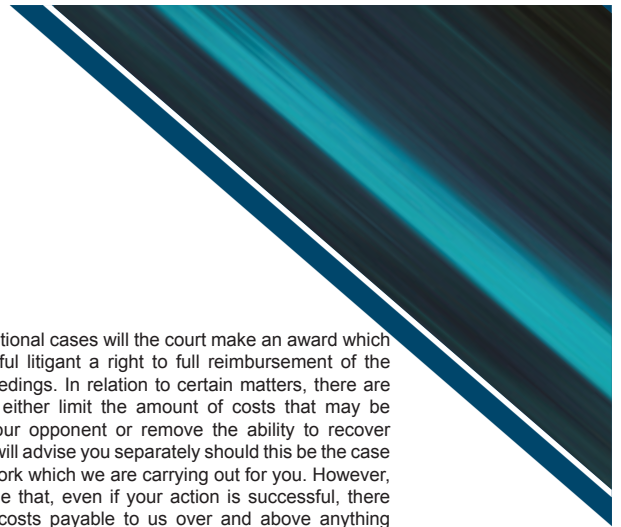 tional cases will the court make an award which
ful litigant a right to full reimbursement of the
eedings. In relation to certain matters, there are
either limit the amount of costs that may be
our opponent or remove the ability to recover
will advise you separately should this be the case
ork which we are carrying out for you. However,
e that, even if your action is successful, there
costs payable to us over and above anything